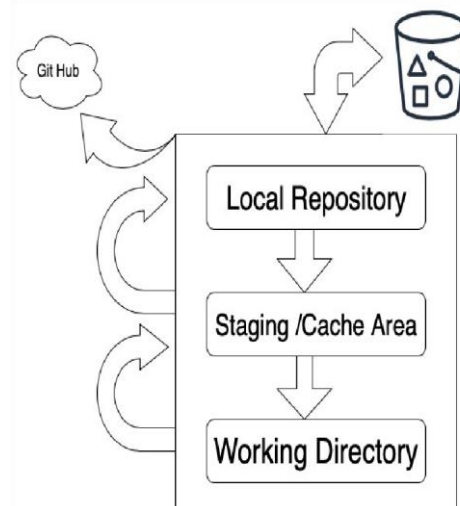 Git Hub
Local Repository
Staging /Cache Area
Working Directory